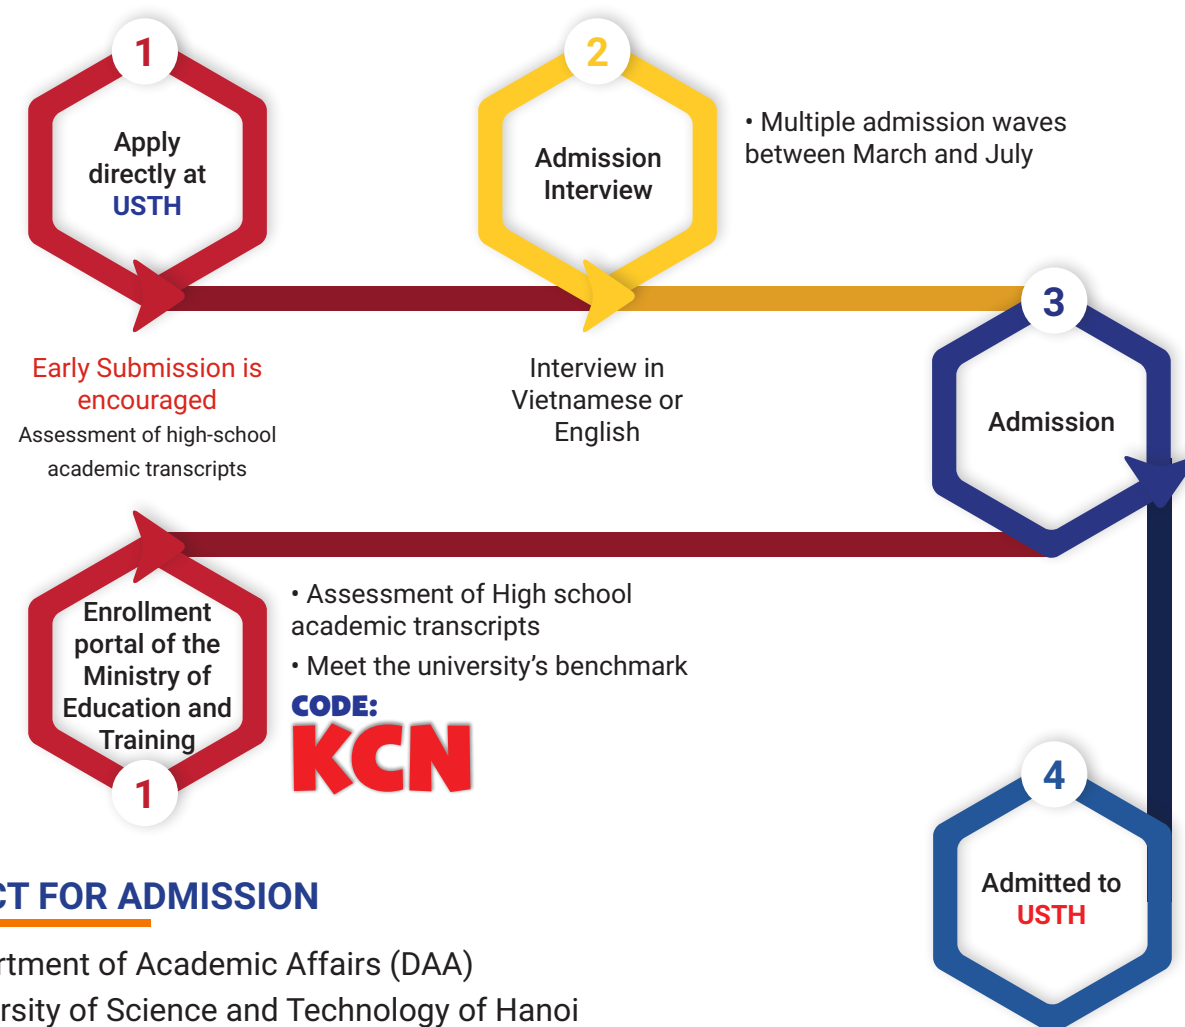 1
Apply
directly at
USTH
Early Submission is
encouraged
Assessment of high-school
academic transcripts
2
Admission
Interview
• Multiple admission waves
between March and July
Interview in
Vietnamese or
English
3
Admission
Enrollment
portal of the
Ministry of
Education and
Training
1
• Assessment of High school
academic transcripts
• Meet the university's benchmark
CODE:
KCN
4
Admitted to
USTH
CT FOR ADMISSION
rtment of Academic Affairs (DAA)
rsity of Science and Technology of Hanoi